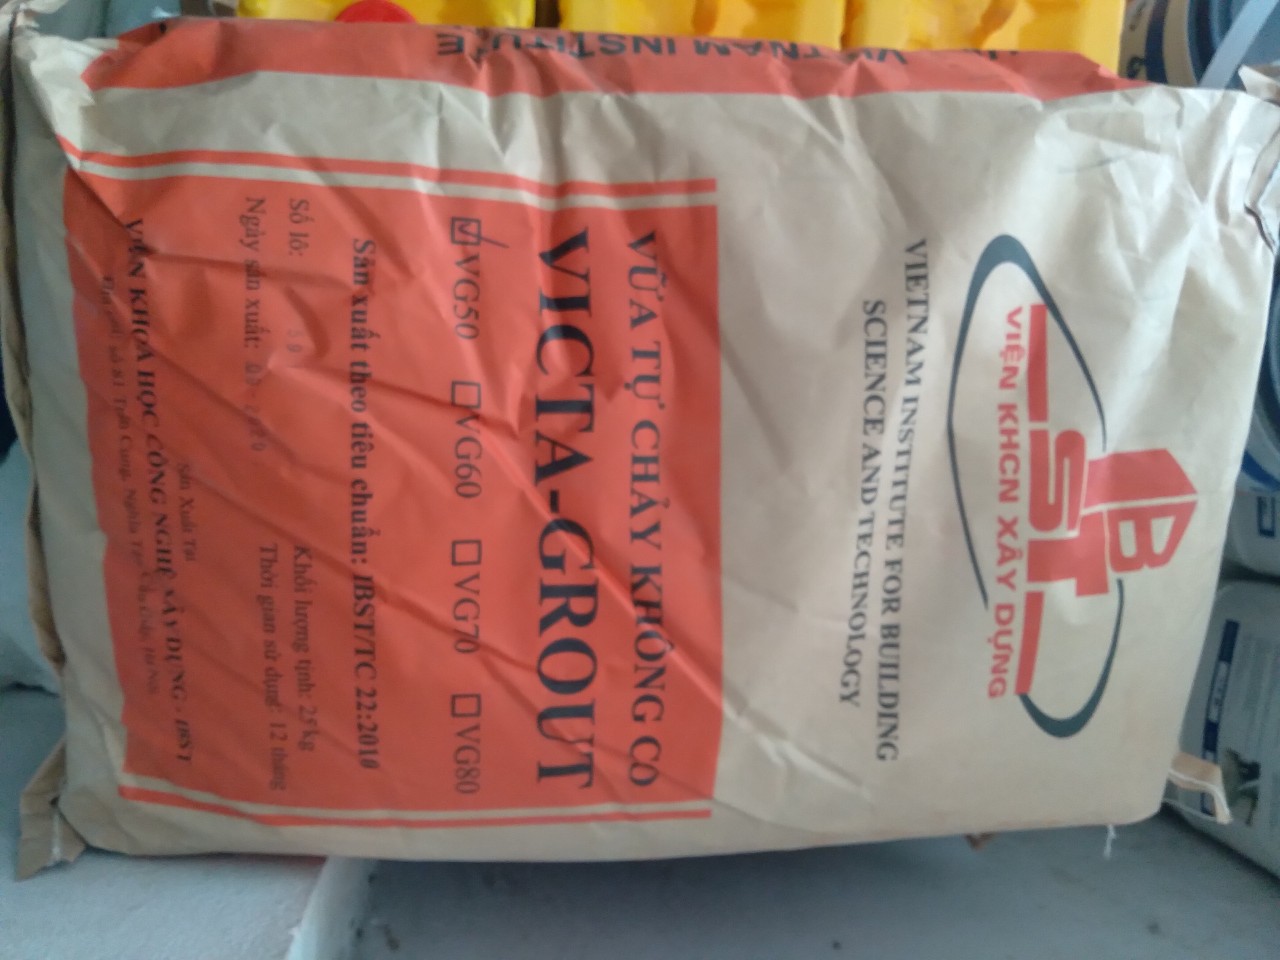 VIETNAM INSTITUTE
IBST
VIỆN KHCN XÂY DỰNG
VIETNAM INSTITUTE FOR BUILDING
SCIENCE AND TECHNOLOGY
VỮA TỰ CHẢY KHÔNG CO
VICTA-GROUT
☑VG50 ☐VG60 ☐VG70 ☐VG80
Sản xuất theo tiêu chuẩn: IBST/TC 22:2010
Số lô: Khối lượng tịnh: 25kg
Ngày sản xuất: Thời gian sử dụng: 12 tháng
Sản Xuất Tại
VIỆN KHOA HỌC CÔNG NGHỆ XÂY DỰNG - IBST